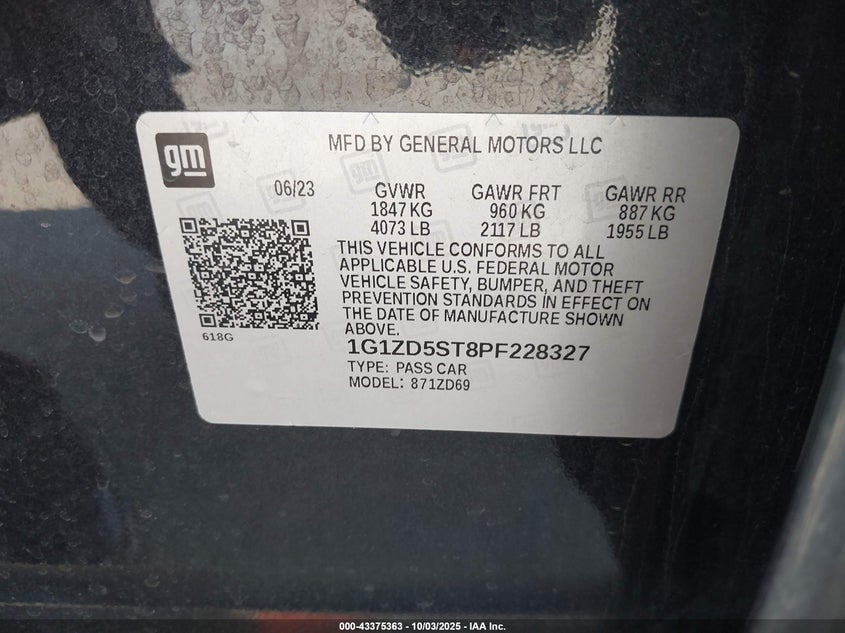 gm
MFD BY GENERAL MOTORS LLC
06/23 GVWR GAWR FRT GAWR RR
1847 KG 960 KG 887 KG
4073 LB 2117 LB 1955 LB
THIS VEHICLE CONFORMS TO ALL
APPLICABLE U.S. FEDERAL MOTOR
VEHICLE SAFETY, BUMPER, AND THEFT
PREVENTION STANDARDS IN EFFECT ON
THE DATE OF MANUFACTURE SHOWN
ABOVE.
618G
1G1ZD5ST8PF228327
TYPE: PASS CAR
MODEL: 871ZD69
000-43375363 - 10/03/2025 - IAA Inc.